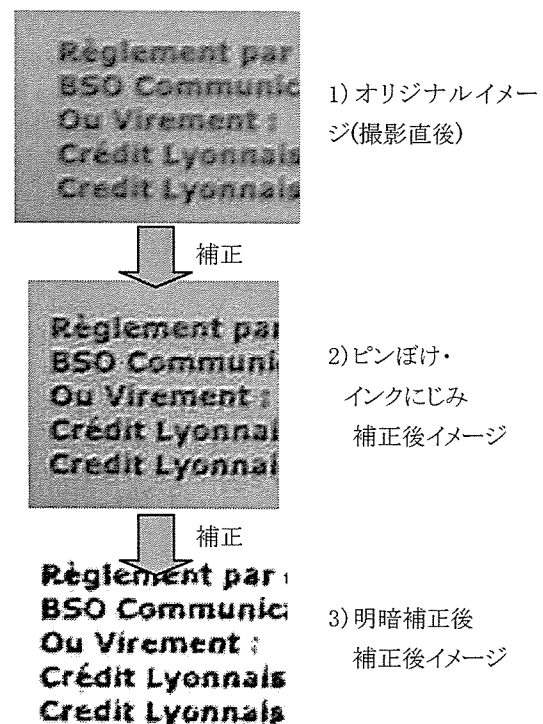 Règlement par
BSO Communic
Ou Virement :
Crédit Lyonnais
Credit Lyonnais
1)オリジナルイメー
ジ(撮影直後)
補正
Règlement par
BSO Communi
Ou Virement :
Crédit Lyonnai
Credit Lyonnai
2)ピンぼけ・
インクにじみ
補正後イメージ
補正
Règlement par
BSO Communic
Ou Virement :
Crédit Lyonnais
Credit Lyonnais
3)明暗補正後
補正後イメージ